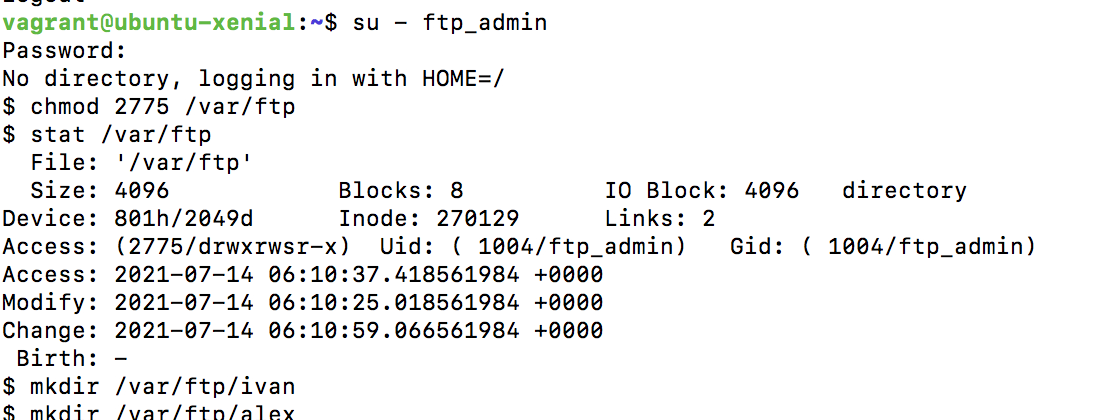 Logout
vagrant@ubuntu-xenial:~$ su - ftp_admin
Password:
No directory, logging in with HOME=/
$ chmod 2775 /var/ftp
$ stat /var/ftp
  File: '/var/ftp'
  Size: 4096            Blocks: 8          IO Block: 4096   directory
Device: 801h/2049d      Inode: 270129      Links: 2
Access: (2775/drwxrwsr-x)  Uid: ( 1004/ftp_admin)   Gid: ( 1004/ftp_admin)
Access: 2021-07-14 06:10:37.418561984 +0000
Modify: 2021-07-14 06:10:25.018561984 +0000
Change: 2021-07-14 06:10:59.066561984 +0000
 Birth: -
$ mkdir /var/ftp/ivan
$ mkdir /var/ftp/alex